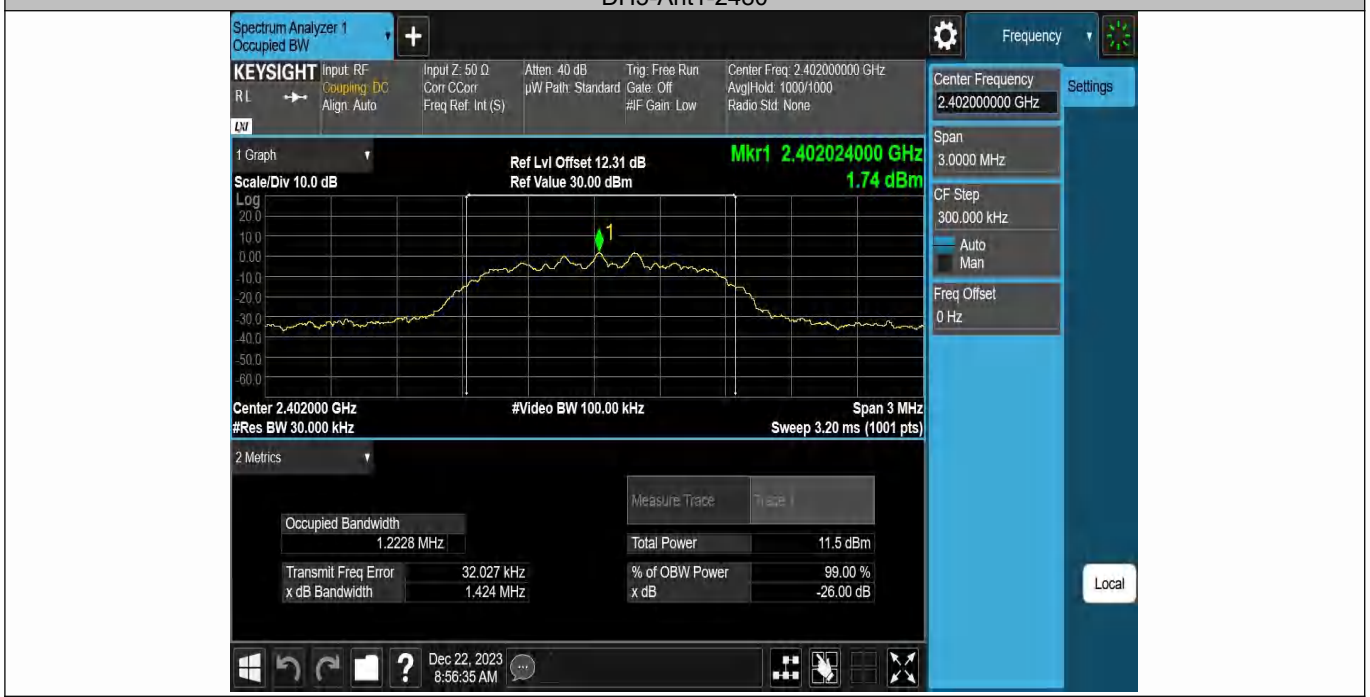 Spectrum Analyzer 1
Occupied BW
Frequency
KEYSIGHT
RL
LXI
Input: RF
Coupling: DC
Align: Auto
Input Z: 50 Ω
Corr CCorr
Freq Ref: Int (S)
Atten: 40 dB
µW Path: Standard
Trig: Free Run
Gate: Off
#IF Gain: Low
Center Freq: 2.402000000 GHz
Avg|Hold: 1000/1000
Radio Std: None
Center Frequency
2.402000000 GHz
Settings
Span
3.0000 MHz
CF Step
300.000 kHz
Auto
Man
Freq Offset
0 Hz
Local
1 Graph
Scale/Div 10.0 dB
Ref Lvl Offset 12.31 dB
Ref Value 30.00 dBm
Mkr1 2.402024000 GHz
1.74 dBm
Log
20.0
10.0
0.00
-10.0
-20.0
-30.0
-40.0
-50.0
-60.0
1
Center 2.402000 GHz
#Res BW 30.000 kHz
#Video BW 100.00 kHz
Span 3 MHz
Sweep 3.20 ms (1001 pts)
2 Metrics
Measure Trace
Trace 1
Occupied Bandwidth
1.2228 MHz
Total Power
11.5 dBm
Transmit Freq Error
32.027 kHz
% of OBW Power
99.00 %
x dB Bandwidth
1.424 MHz
x dB
-26.00 dB
Dec 22, 2023
8:56:35 AM